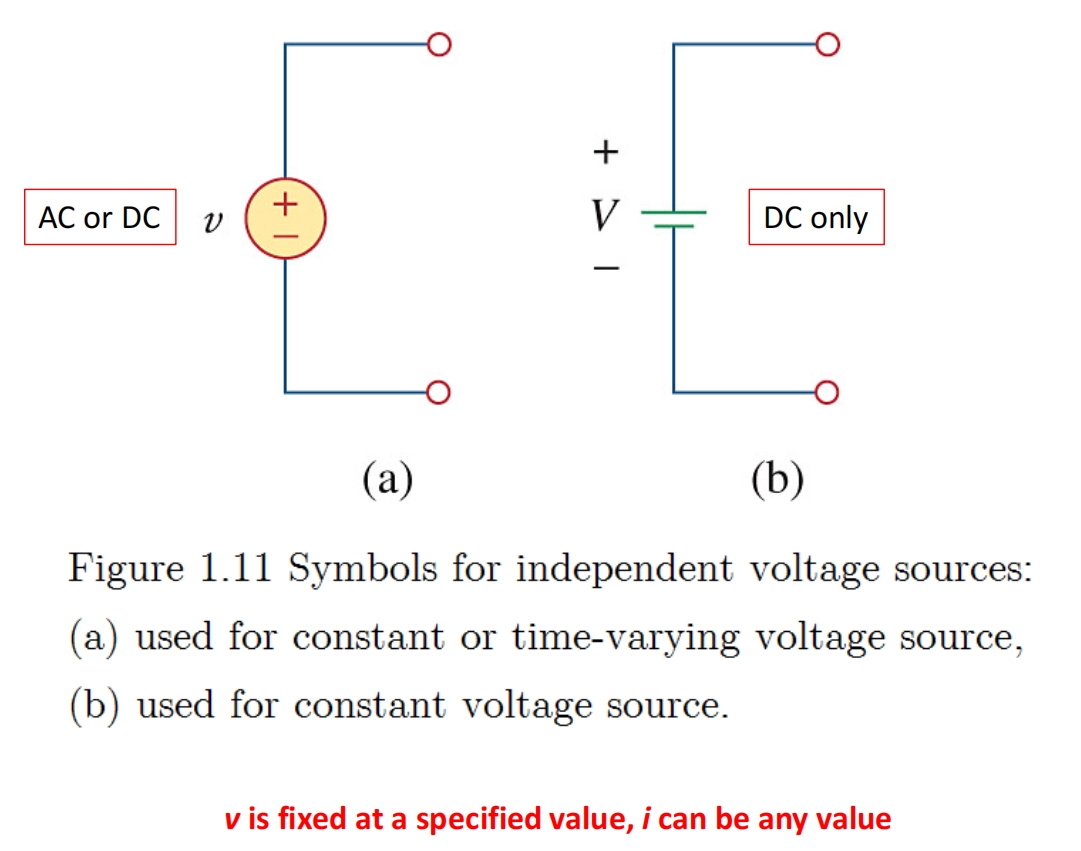 +
AC or DC
v
+
−
V
DC only
−
(a)
(b)
Figure 1.11 Symbols for independent voltage sources:
(a) used for constant or time-varying voltage source,
(b) used for constant voltage source.
v is fixed at a specified value, i can be any value